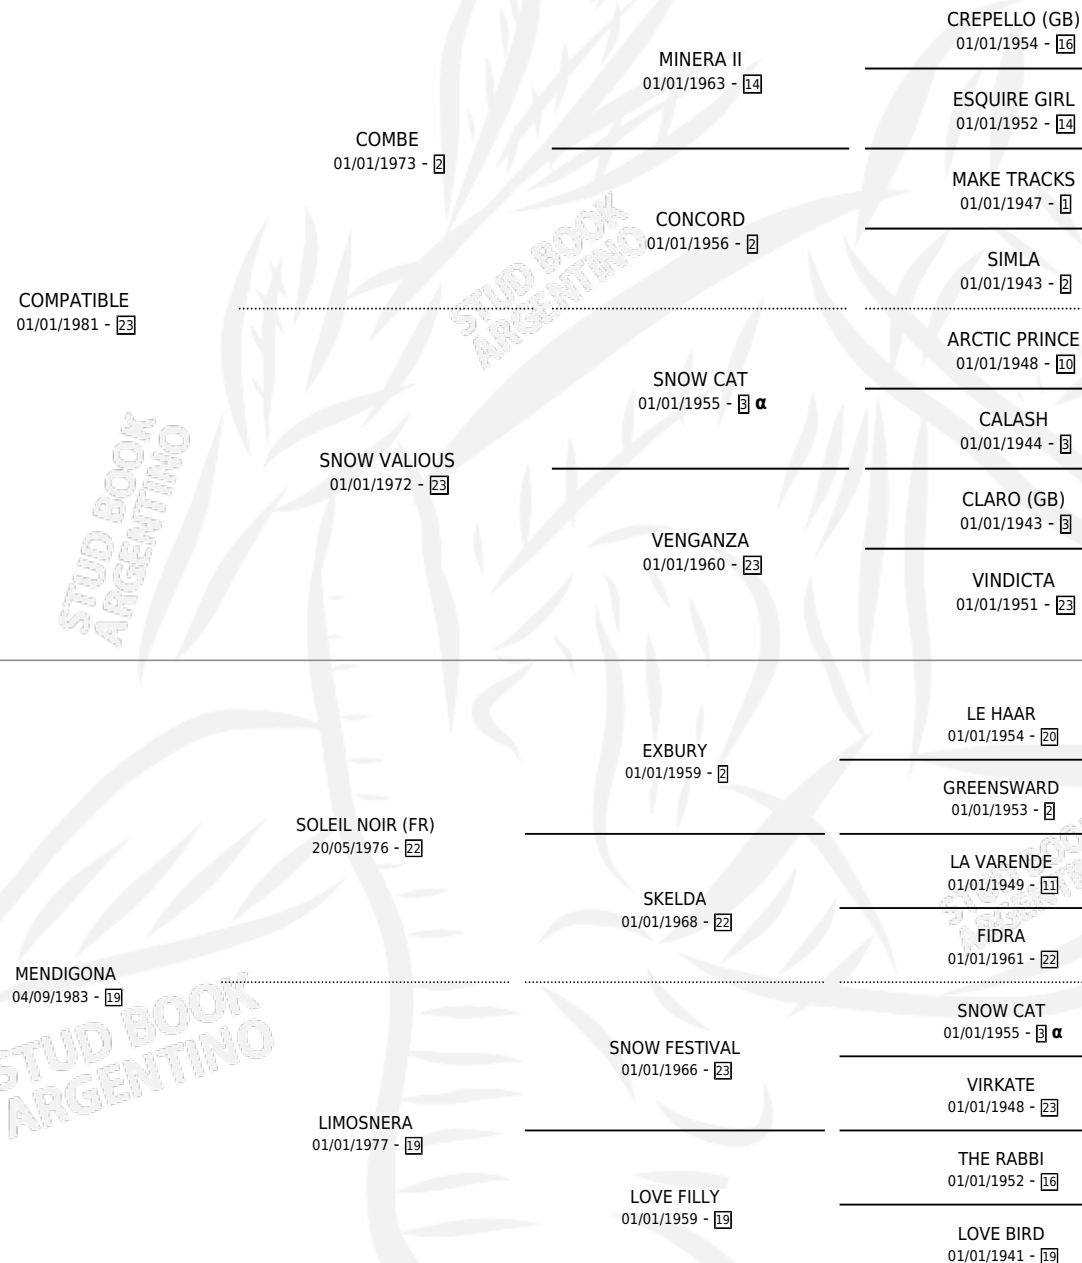 CREPELLO (GB)
01/01/1954 - 16
MINERA II
01/01/1963 - 14
ESQUIRE GIRL
01/01/1952 - 14
COMBE
01/01/1973 - 2
MAKE TRACKS
01/01/1947 - 1
CONCORD
01/01/1956 - 2
SIMLA
01/01/1943 - 2
COMPATIBLE
01/01/1981 - 23
ARCTIC PRINCE
01/01/1948 - 10
SNOW CAT
01/01/1955 - 3 α
CALASH
01/01/1944 - 3
SNOW VALIOUS
01/01/1972 - 23
CLARO (GB)
01/01/1943 - 3
VENGANZA
01/01/1960 - 23
VINDICTA
01/01/1951 - 23
LE HAAR
01/01/1954 - 20
EXBURY
01/01/1959 - 2
GREENSWARD
01/01/1953 - 2
SOLEIL NOIR (FR)
20/05/1976 - 22
LA VARENDE
01/01/1949 - 11
SKELDA
01/01/1968 - 22
FIDRA
01/01/1961 - 22
MENDIGONA
04/09/1983 - 19
SNOW CAT
01/01/1955 - 3 α
SNOW FESTIVAL
01/01/1966 - 23
VIRKATE
01/01/1948 - 23
LIMOSNERA
01/01/1977 - 19
THE RABBI
01/01/1952 - 16
LOVE FILLY
01/01/1959 - 19
LOVE BIRD
01/01/1941 - 19
STUD BOOK
ARGENTINO
STUD BOOK
ARGENTINO
STUD BOOK
ARGENTINO
STUD BOOK